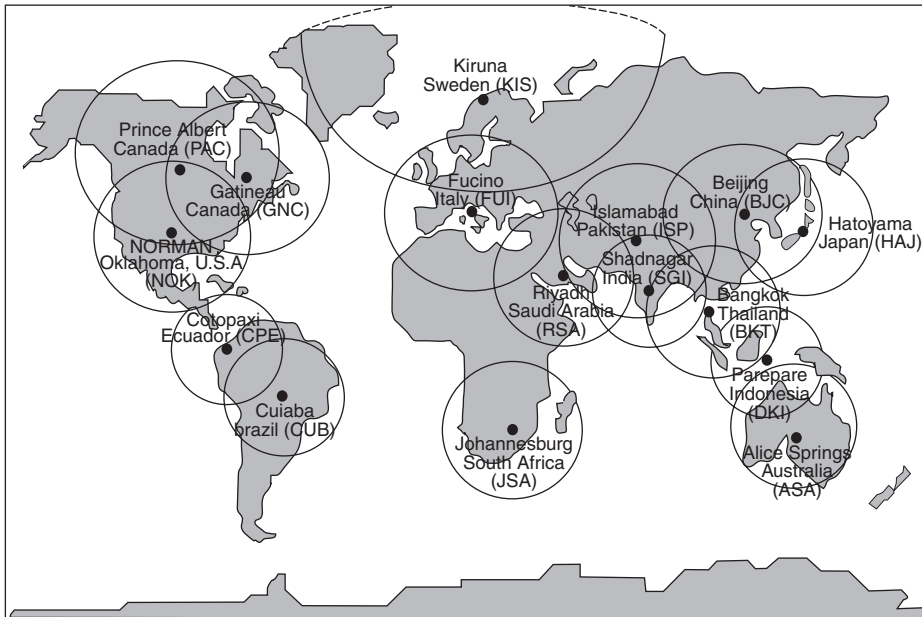 Kiruna
Sweden (KIS)
Prince Albert
Canada (PAC)
Gatineau
Canada (GNC)
Fucino
Italy (FUI)
Beijing
China (BJC)
Islamabad
Pakistan (ISP)
Hatoyama
Japan (HAJ)
NORMAN,
Oklahoma, U.S.A
(NOK)
Shadnagar
India (SGI)
Riyadh
Saudi Arabia
(RSA)
Bangkok
Thailand
(BKT)
Cotopaxi
Ecuador (CPE)
Parepare
Indonesia
(DKI)
Cuiaba
brazil (CUB)
Johannesburg
South Africa
(JSA)
Alice Springs
Australia
(ASA)